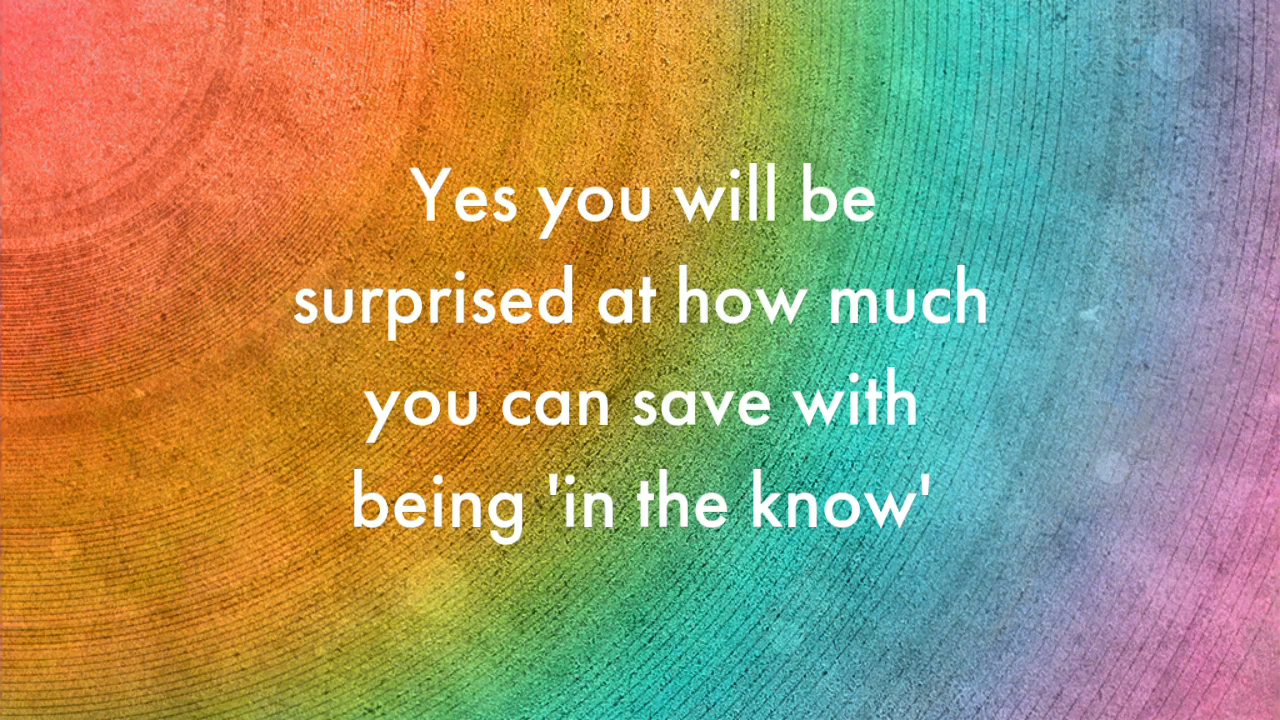 Yes you will be
surprised at how much
you can save with
being 'in the know'